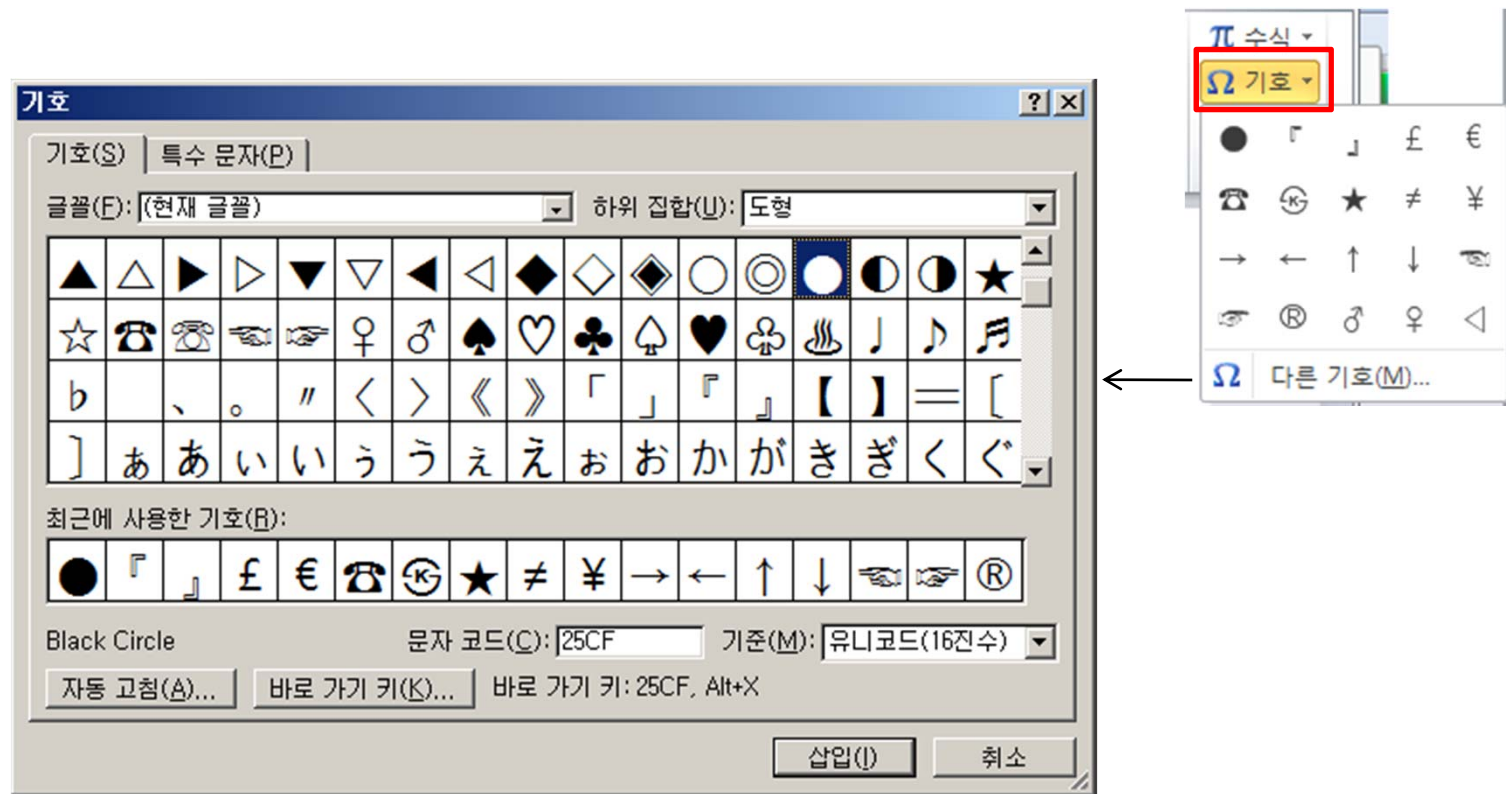 π 수식
Ω 기호
● 『 』 £ €
☎ ㉿ ★ ≠ ¥
→ ← ↑ ↓ ☜
☞ ® ♂ ♀ ◁
Ω 다른 기호(M)...
기호
기호(S) 특수 문자(P)
글꼴(F): (현재 글꼴) 하위 집합(U): 도형
▲ △ ▶ ▷ ▼ ▽ ◀ ◁ ◆ ◇ ◈ ○ ◎ ● ◐ ◑ ★
☆ ☎ ☏ ☜ ☞ ♀ ♂ ♠ ♡ ♣ ♤ ♥ ♧ ♨ ♩ ♪ ♬
♭ 、 。 〃 〈 〉 《 》 「 」 『 』 【 】 〓 〔
〕 ぁ あ ぃ い ぅ う ぇ え ぉ お か が き ぎ く ぐ
최근에 사용한 기호(R):
● 『 』 £ € ☎ ㉿ ★ ≠ ¥ → ← ↑ ↓ ☜ ☞ ®
Black Circle 문자 코드(C): 25CF 기준(M): 유니코드(16진수)
자동 고침(A)... 바로 가기 키(K)... 바로 가기 키: 25CF, Alt+X
삽입(I) 취소